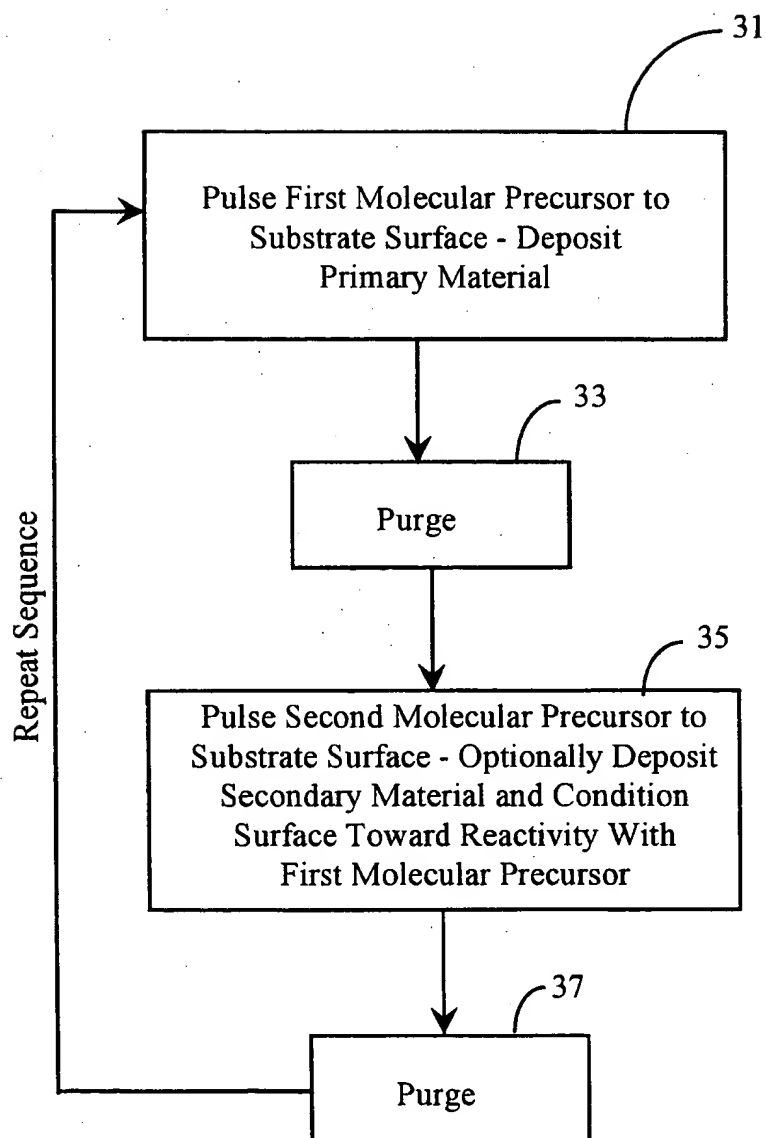 31
Pulse First Molecular Precursor to
Substrate Surface - Deposit
Primary Material
33
Purge
35
Pulse Second Molecular Precursor to
Substrate Surface - Optionally Deposit
Secondary Material and Condition
Surface Toward Reactivity With
First Molecular Precursor
37
Purge
Repeat Sequence